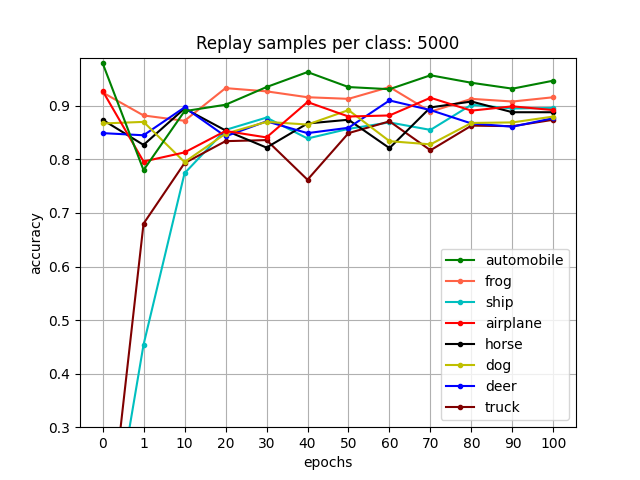 Replay samples per class: 5000
accuracy
0.9
0.8
0.7
0.6
0.5
0.4
0.3
automobile
frog
ship
airplane
horse
dog
deer
truck
0 1 10 20 30 40 50 60 70 80 90 100
epochs